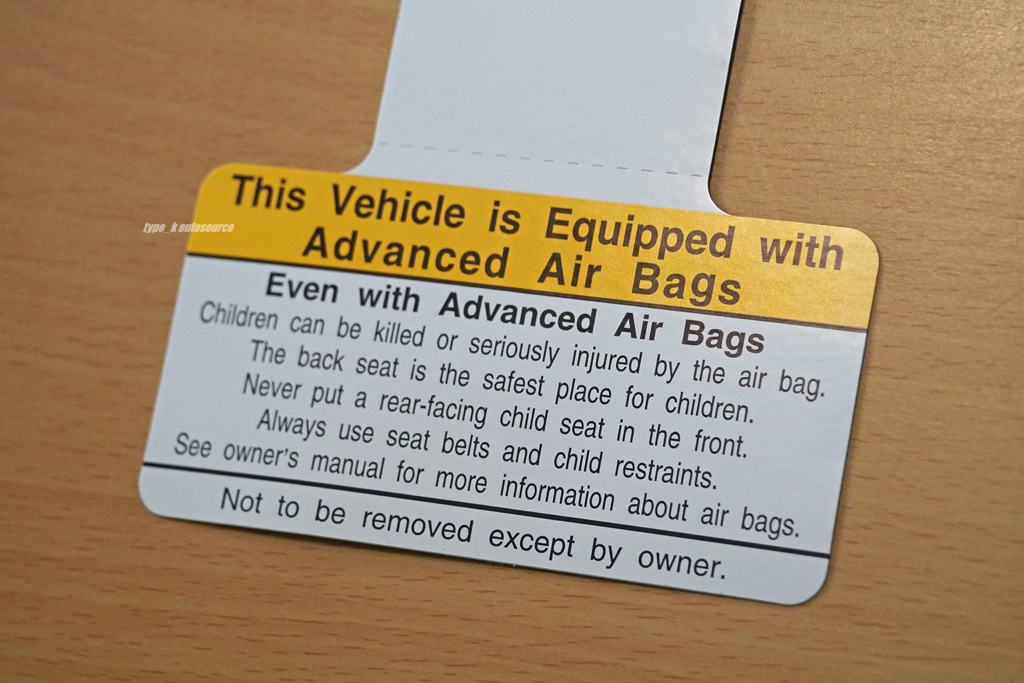 This Vehicle is Equipped with
Advanced Air Bags
Even with Advanced Air Bags
Children can be killed or seriously injured by the air bag.
The back seat is the safest place for children.
Never put a rear-facing child seat in the front.
Always use seat belts and child restraints.
See owner's manual for more information about air bags.
Not to be removed except by owner.
type_k autosource